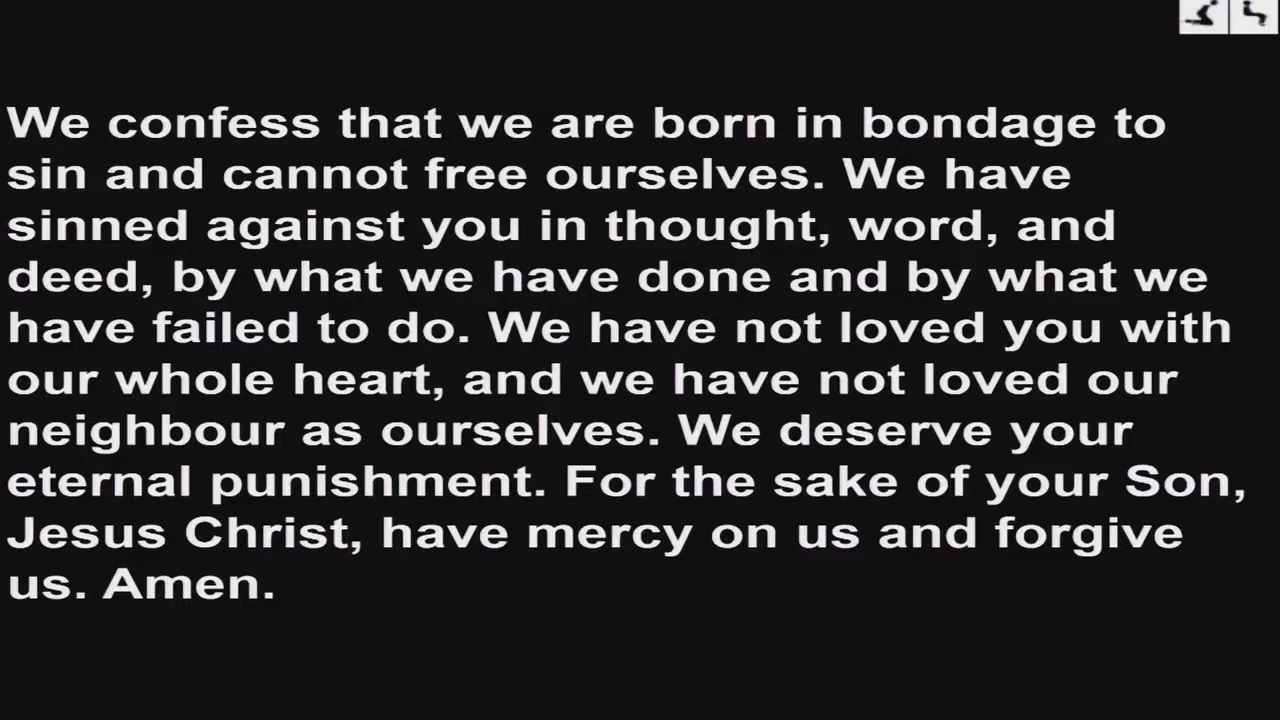 We confess that we are born in bondage to
sin and cannot free ourselves. We have
sinned against you in thought, word, and
deed, by what we have done and by what we
have failed to do. We have not loved you with
our whole heart, and we have not loved our
neighbour as ourselves. We deserve your
eternal punishment. For the sake of your Son,
Jesus Christ, have mercy on us and forgive
us. Amen.